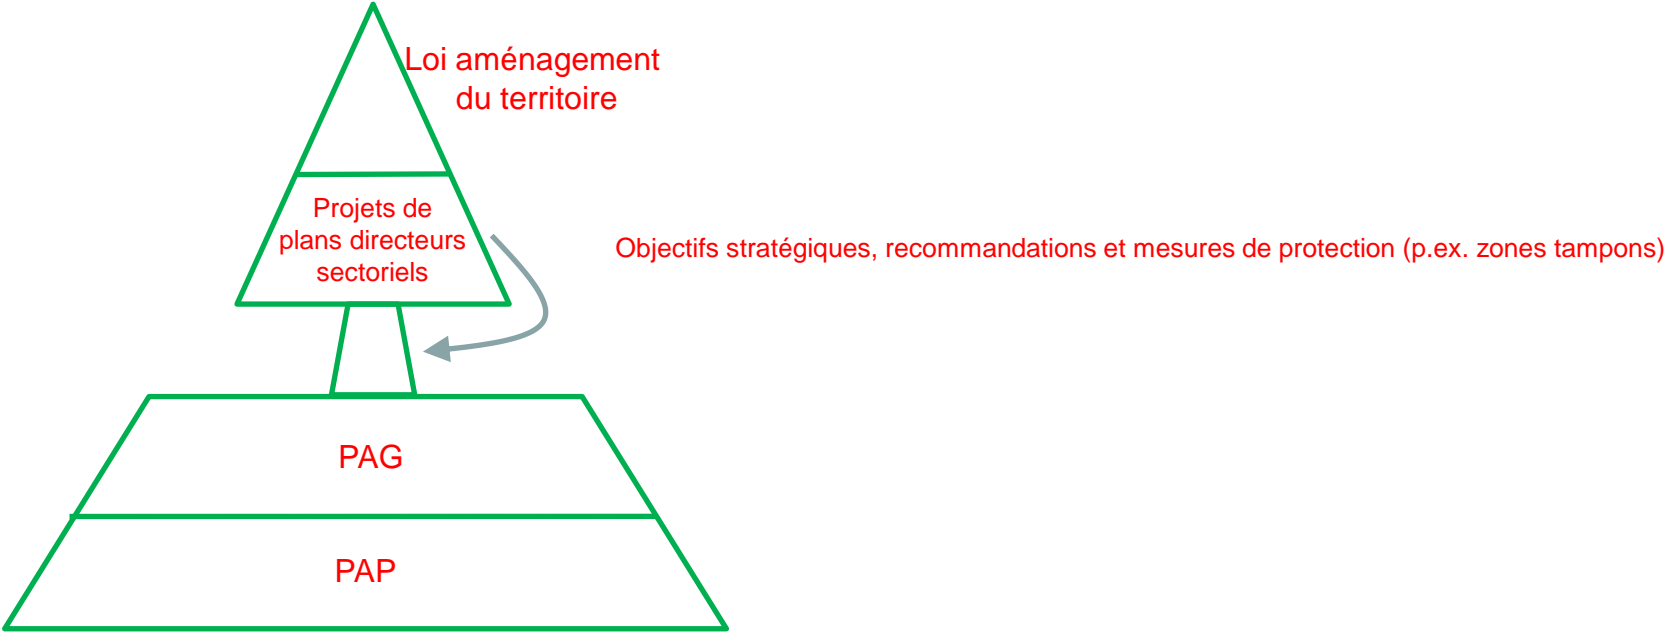 Loi aménagement
du territoire
Projets de
plans directeurs
sectoriels
Objectifs stratégiques, recommandations et mesures de protection (p.ex. zones tampons)
PAG
PAP